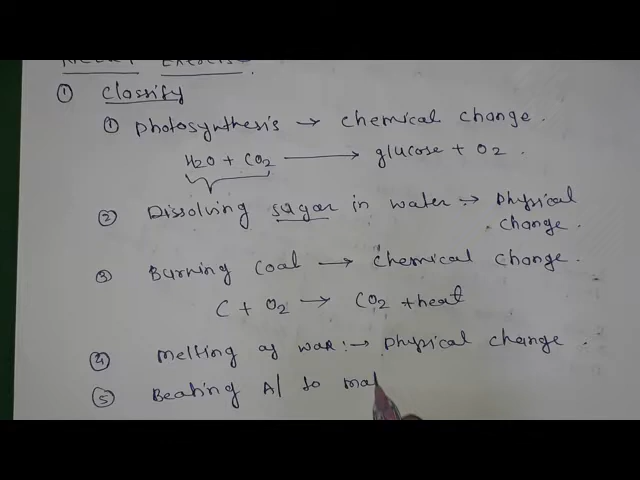 ① Classify
① Photosynthesis → Chemical change.
H2O + CO2 → glucose + O2.
② Dissolving sugar in water :→ Physical
change.
③ Burning Coal → Chemical change.
C + O2 → CO2 + heat
④ Melting of wax :→ Physical change.
⑤ Beating Al to mak